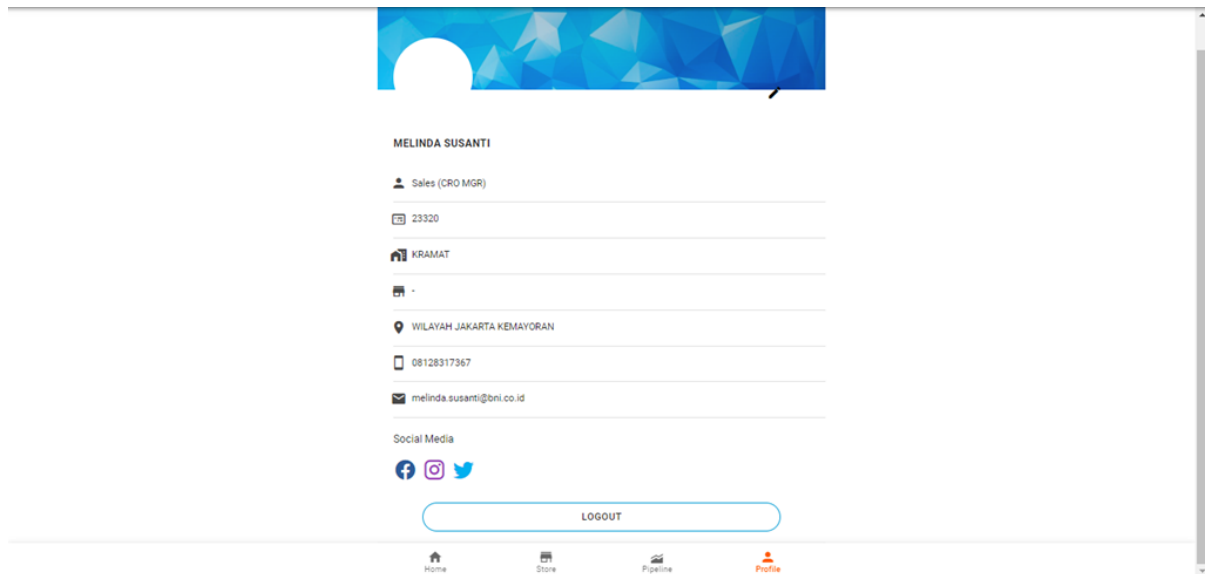 MELINDA SUSANTI
Sales (CRO MGR)
23320
KRAMAT
-
WILAYAH JAKARTA KEMAYORAN
08128317367
melinda.susanti@bni.co.id
Social Media
LOGOUT
Home Store Pipeline Profile